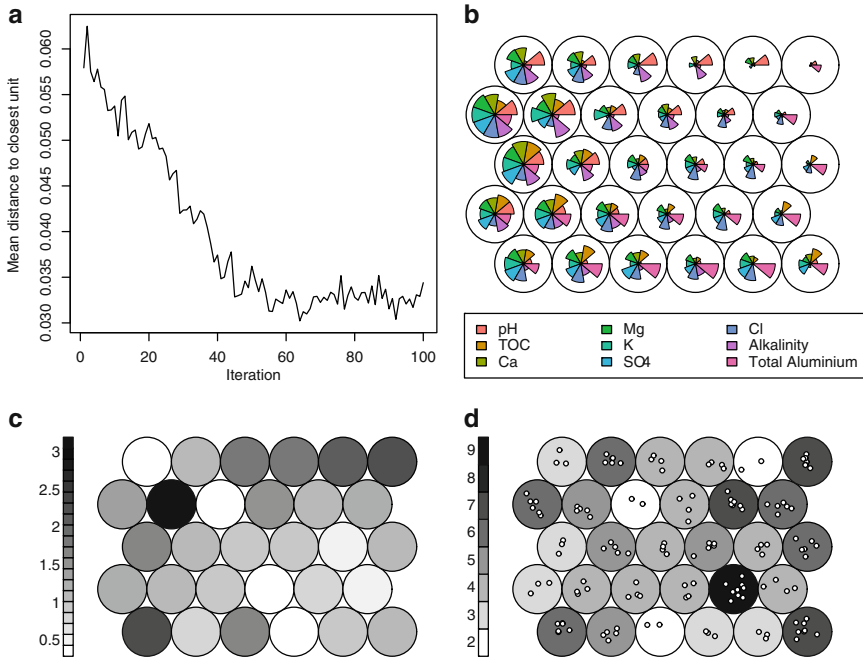 a
Mean distance to closest unit
0.060
0.055
0.050
0.045
0.040
0.035
0.030
0 20 40 60 80 100
Iteration
b
pH Mg Cl
TOC K Alkalinity
Ca SO4 Total Aluminium
c
3
2.5
2
1.5
1
0.5
d
9
8
7
6
5
4
3
2